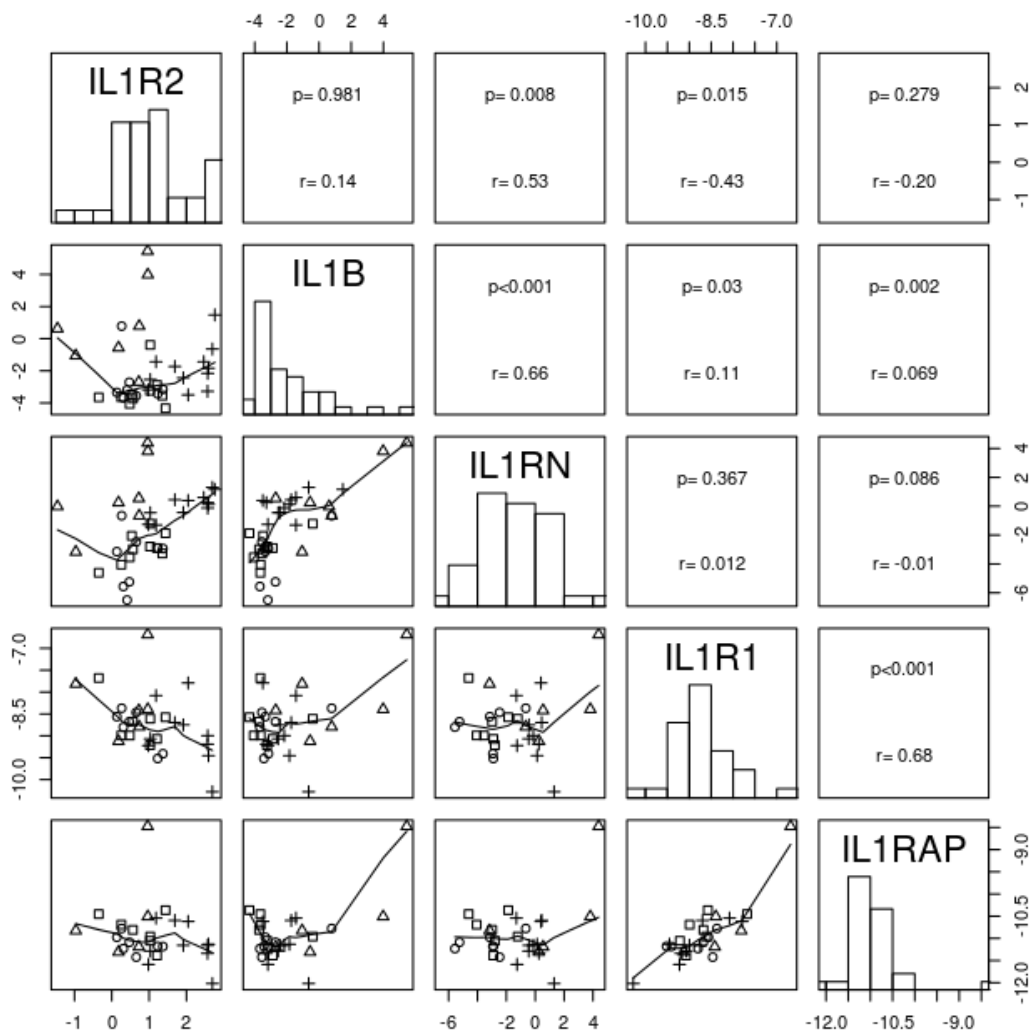 -4 -2 0 2 4
-10.0 -8.5 -7.0
IL1R2
p= 0.981
p= 0.008
p= 0.015
p= 0.279
r= 0.14
r= 0.53
r= -0.43
r= -0.20
-1 0 1 2
-4 -2 0 2 4
IL1B
p<0.001
p= 0.03
p= 0.002
r= 0.66
r= 0.11
r= 0.069
IL1RN
p= 0.367
p= 0.086
r= 0.012
r= -0.01
-6 -2 0 2 4
-10.0 -8.5 -7.0
IL1R1
p<0.001
r= 0.68
IL1RAP
-12.0 -10.5 -9.0
-1 0 1 2
-6 -2 0 2 4
-12.0 -10.5 -9.0